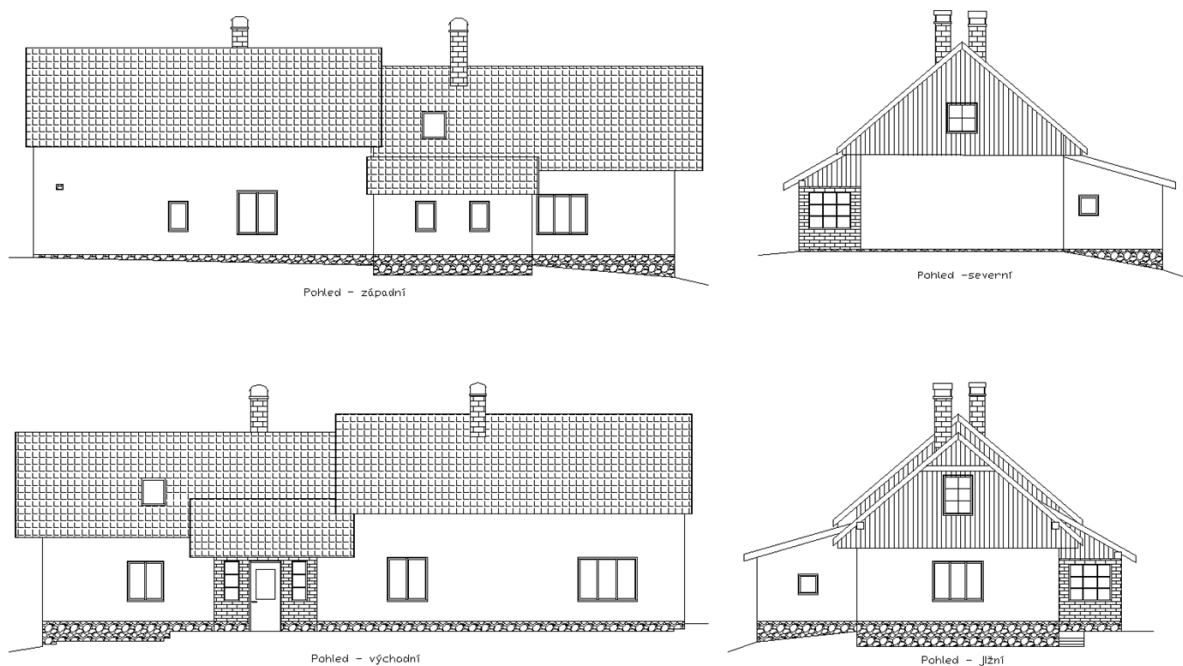 Pohled - západní
Pohled -severní
Pohled - východní
Pohled - jižní